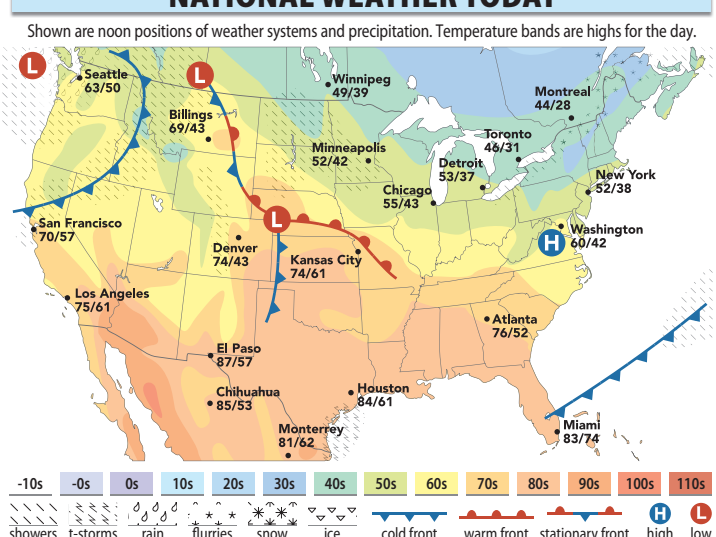 NATIONAL WEATHER TODAY
Shown are noon positions of weather systems and precipitation. Temperature bands are highs for the day.
L
Seattle
63/50
L
Winnipeg
49/39
Montreal
44/28
Billings
69/43
Toronto
46/31
Minneapolis
52/42
Detroit
53/37
New York
52/38
Chicago
55/43
San Francisco
70/57
L
Washington
60/42
H
Denver
74/43
Kansas City
74/61
Los Angeles
75/61
Atlanta
76/52
El Paso
87/57
Chihuahua
85/53
Houston
84/61
Monterrey
81/62
Miami
83/74
-10s -0s 0s 10s 20s 30s 40s 50s 60s 70s 80s 90s 100s 110s
H L
showers t-storms rain flurries snow ice cold front warm front stationary front high low